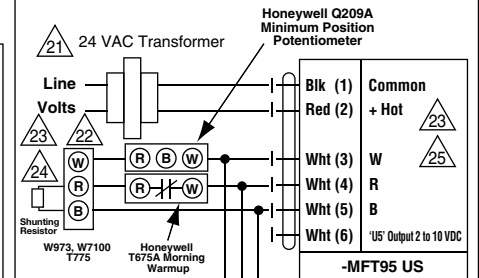 Honeywell Q209A
Minimum Position
Potentiometer
21 24 VAC Transformer
Line
Volts
Blk (1) Common
Red (2) + Hot
23
23 22
24
25
W R B W Wht (3) W
R R W Wht (4) R
B Wht (5) B
Wht (6) 'U5' Output 2 to 10 VDC
Shunting
Resistor
W973, W7100
T775
Honeywell
T675A Morning
Warmup
-MFT95 US